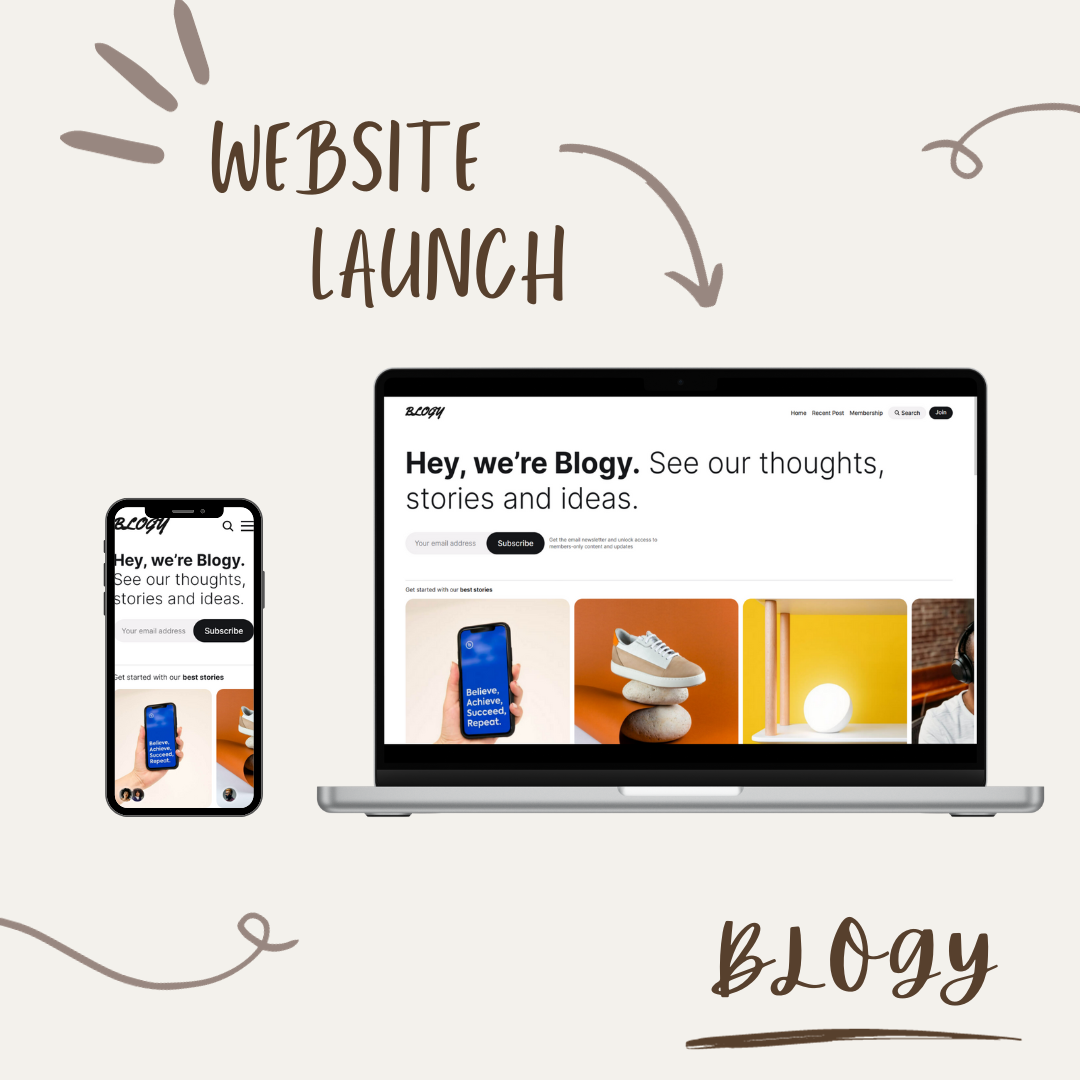 WEBSITE
LAUNCH
BLOGY
Home Recent Post Membership Search Join
Hey, we're Blogy. See our thoughts,
stories and ideas.
Your email address Subscribe
Get the email newsletter and unlock access to
members-only content and updates
Get started with our best stories
Believe,
Achieve,
Succeed,
Repeat.
BLOGY
Hey, we're Blogy.
See our thoughts,
stories and ideas.
Your email address Subscribe
Get started with our best stories
Believe,
Achieve,
Succeed,
Repeat.
BLOGY